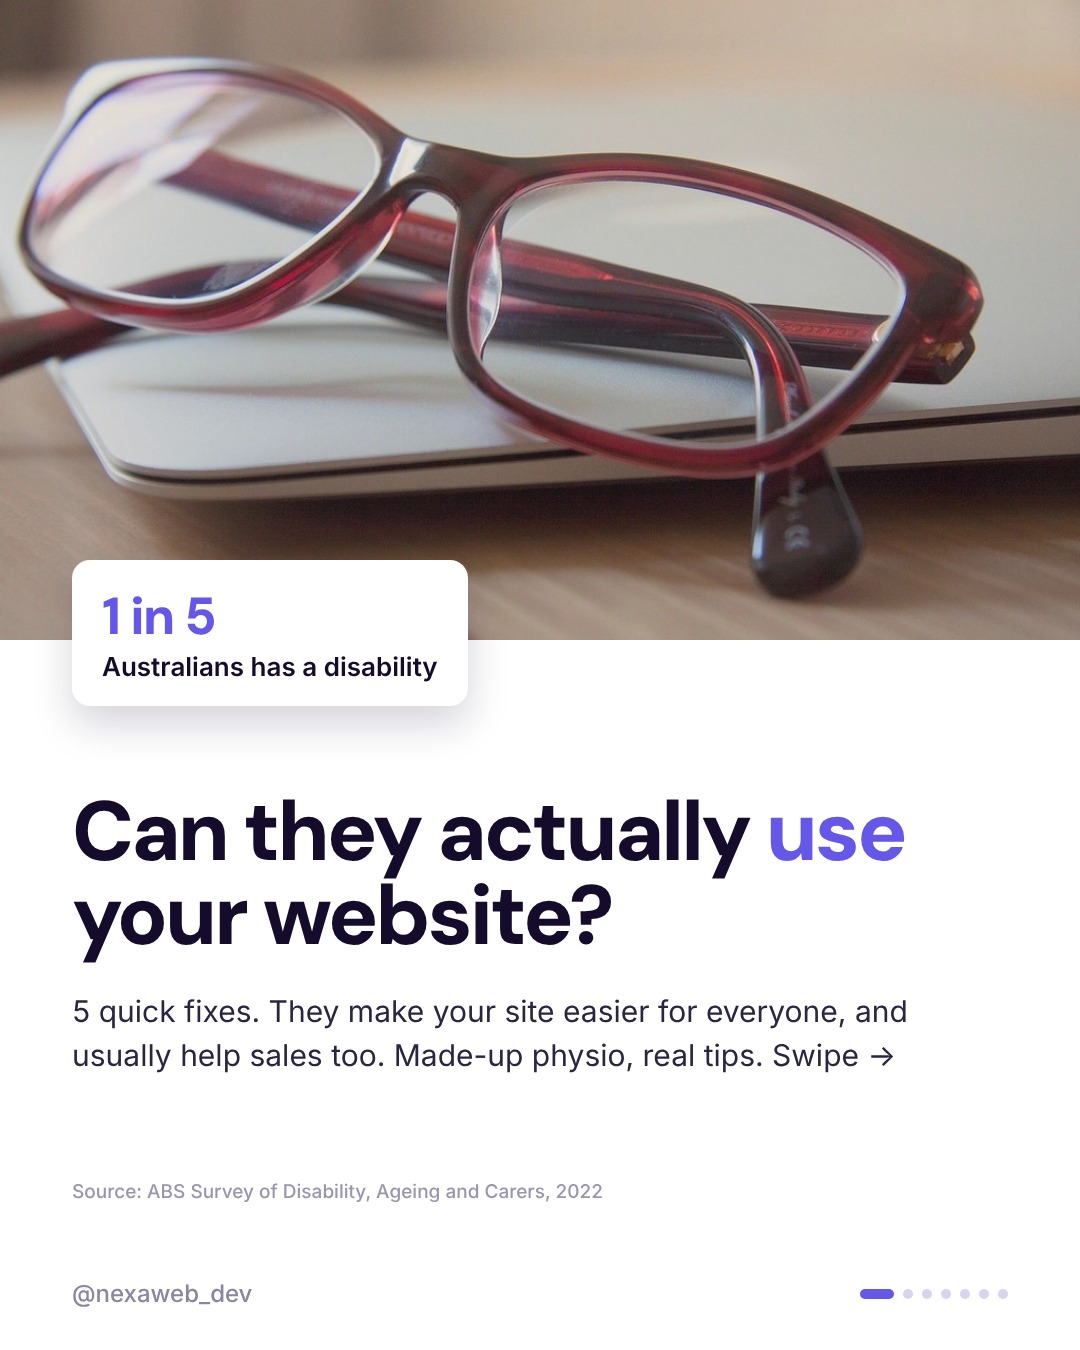 1 in 5
Australians has a disability
Can they actually use
your website?
5 quick fixes. They make your site easier for everyone, and
usually help sales too. Made-up physio, real tips. Swipe →
Source: ABS Survey of Disability, Ageing and Carers, 2022
@nexaweb_dev